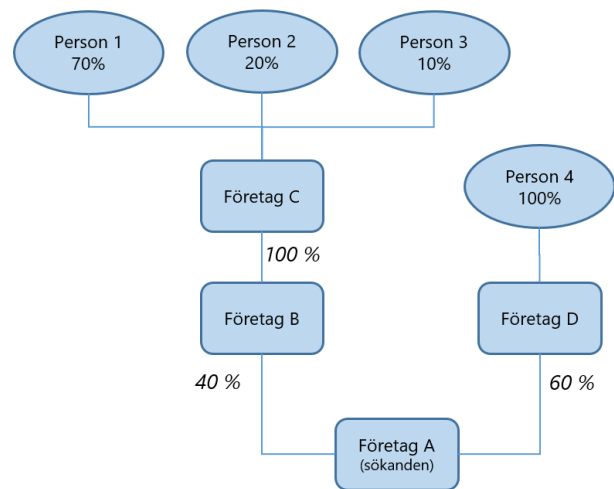 Person 1
70%
Person 2
20%
Person 3
10%
Företag C
Person 4
100%
100 %
Företag B
Företag D
40 %
60 %
Företag A
(sökanden)